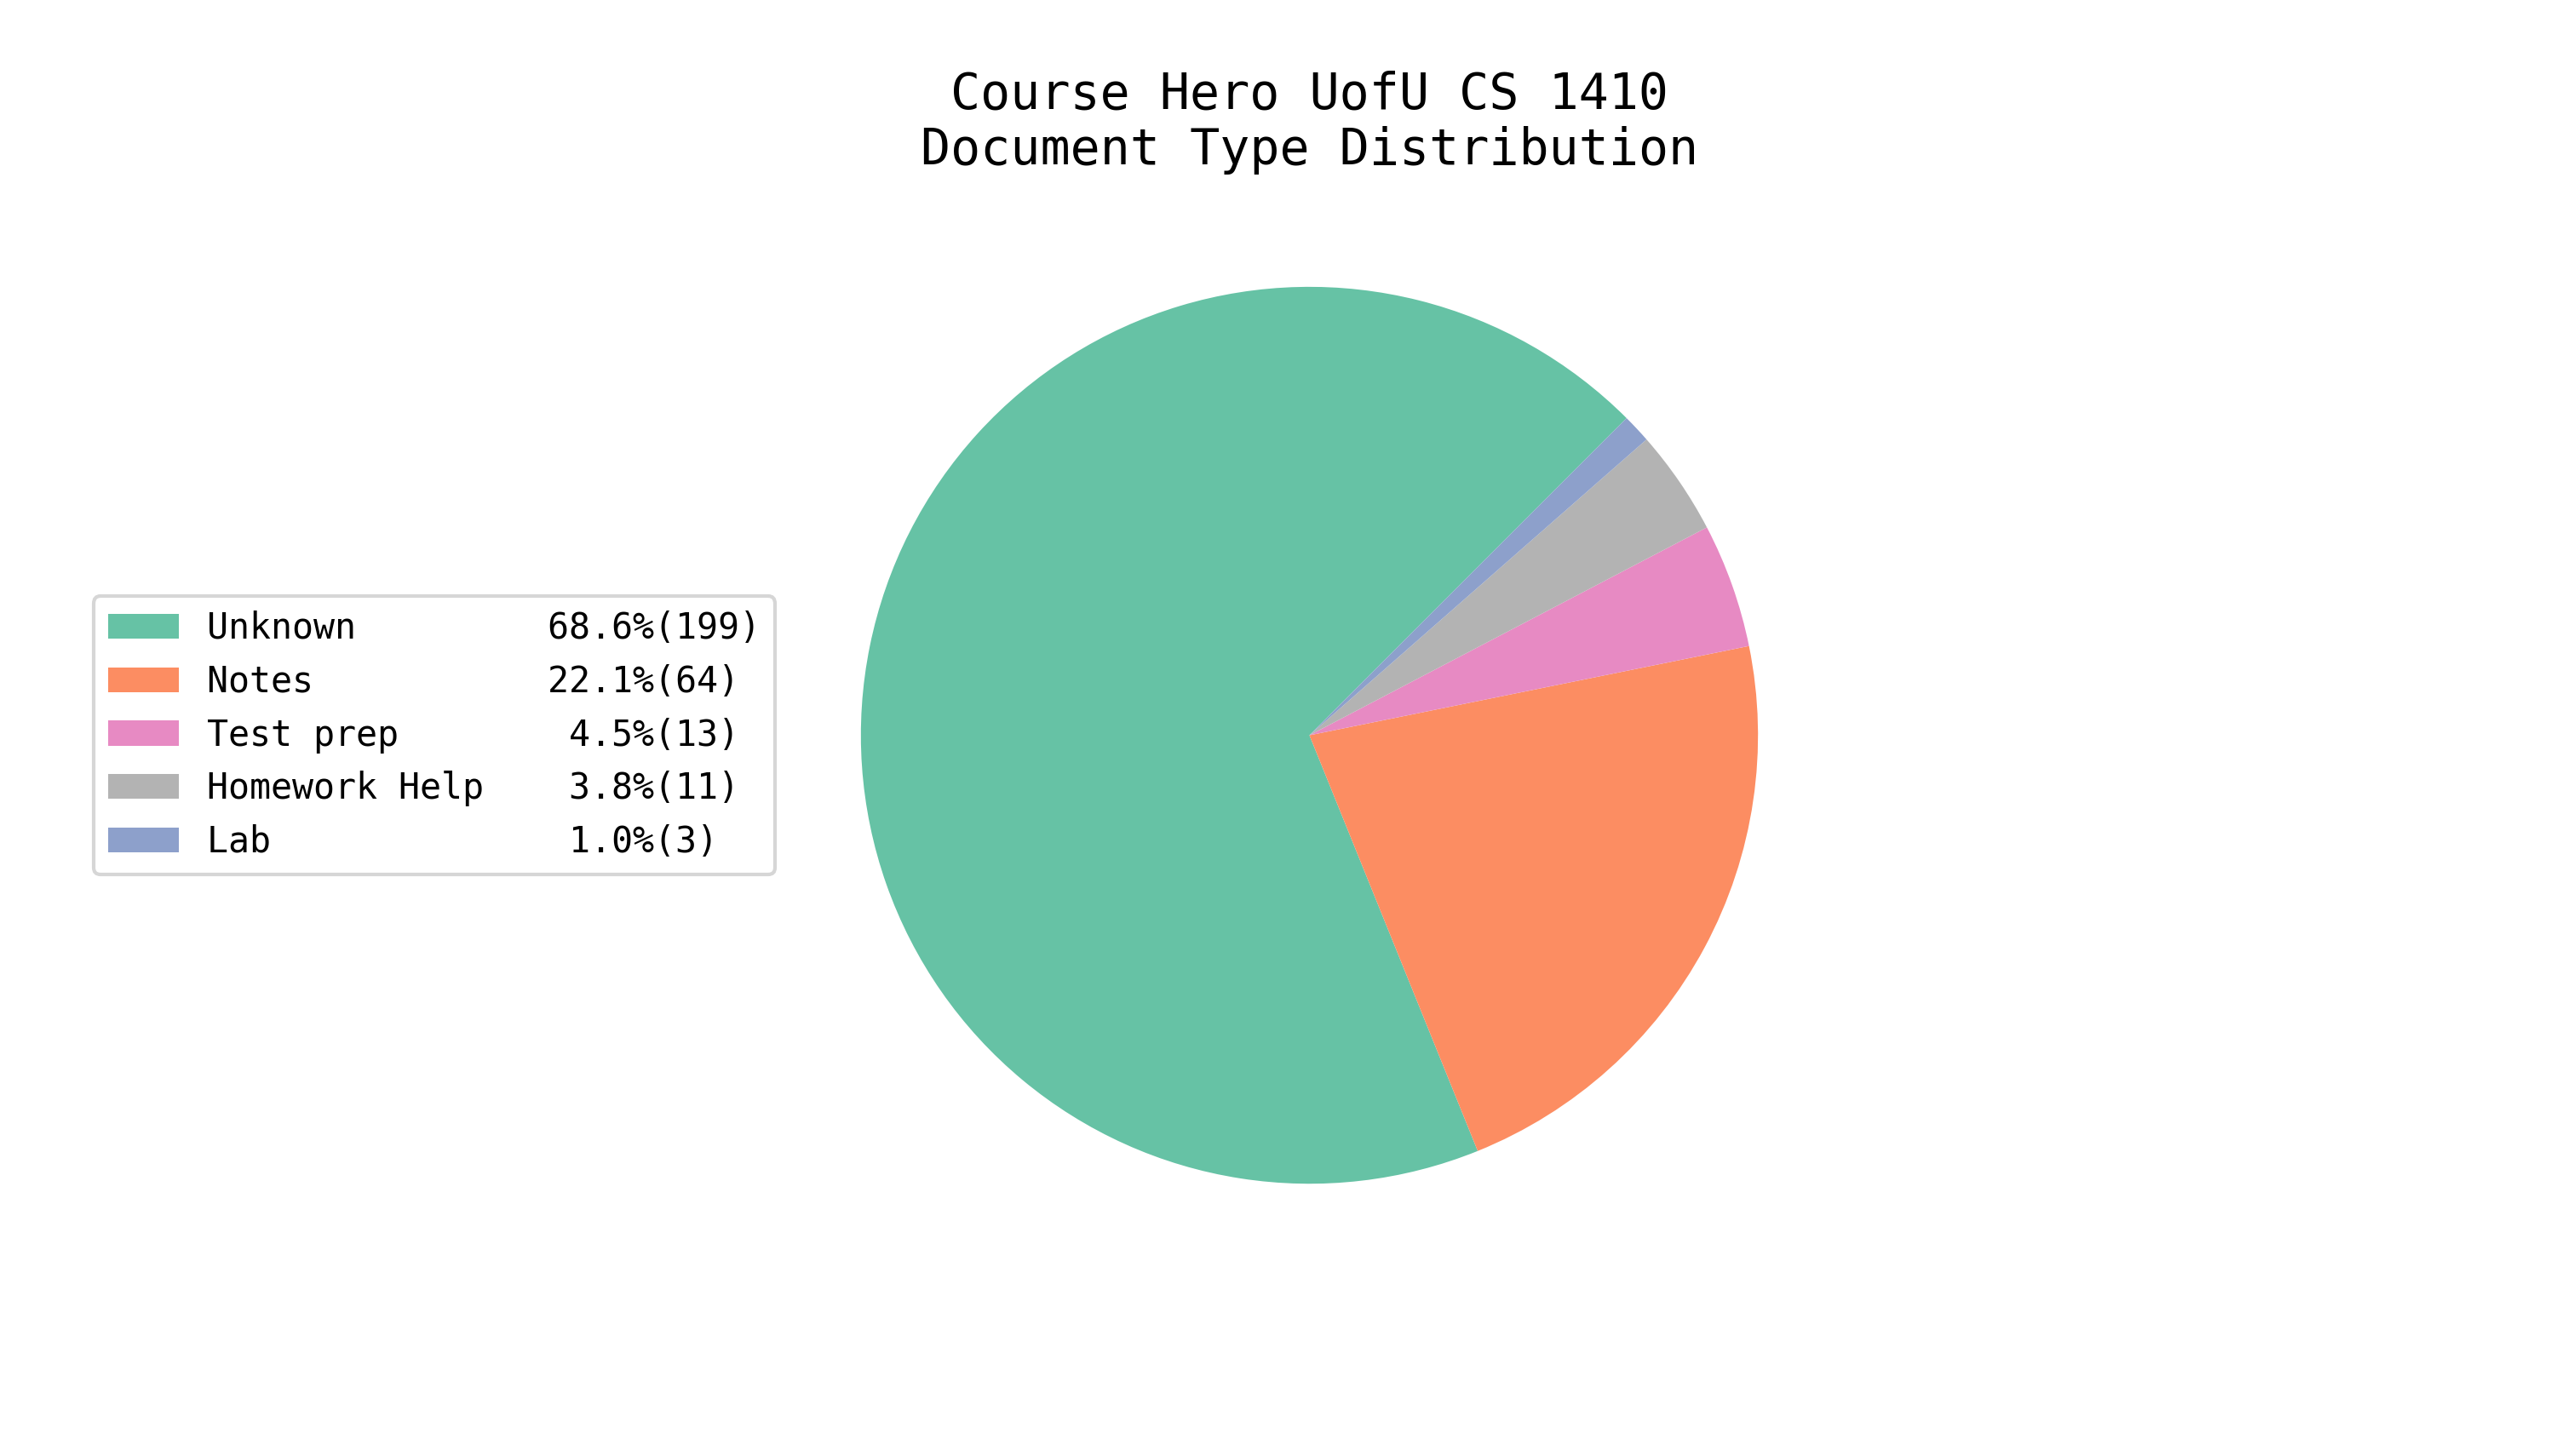 Course Hero UofU CS 1410
Document Type Distribution
Unknown 68.6%(199)
Notes 22.1%(64)
Test prep 4.5%(13)
Homework Help 3.8%(11)
Lab 1.0%(3)